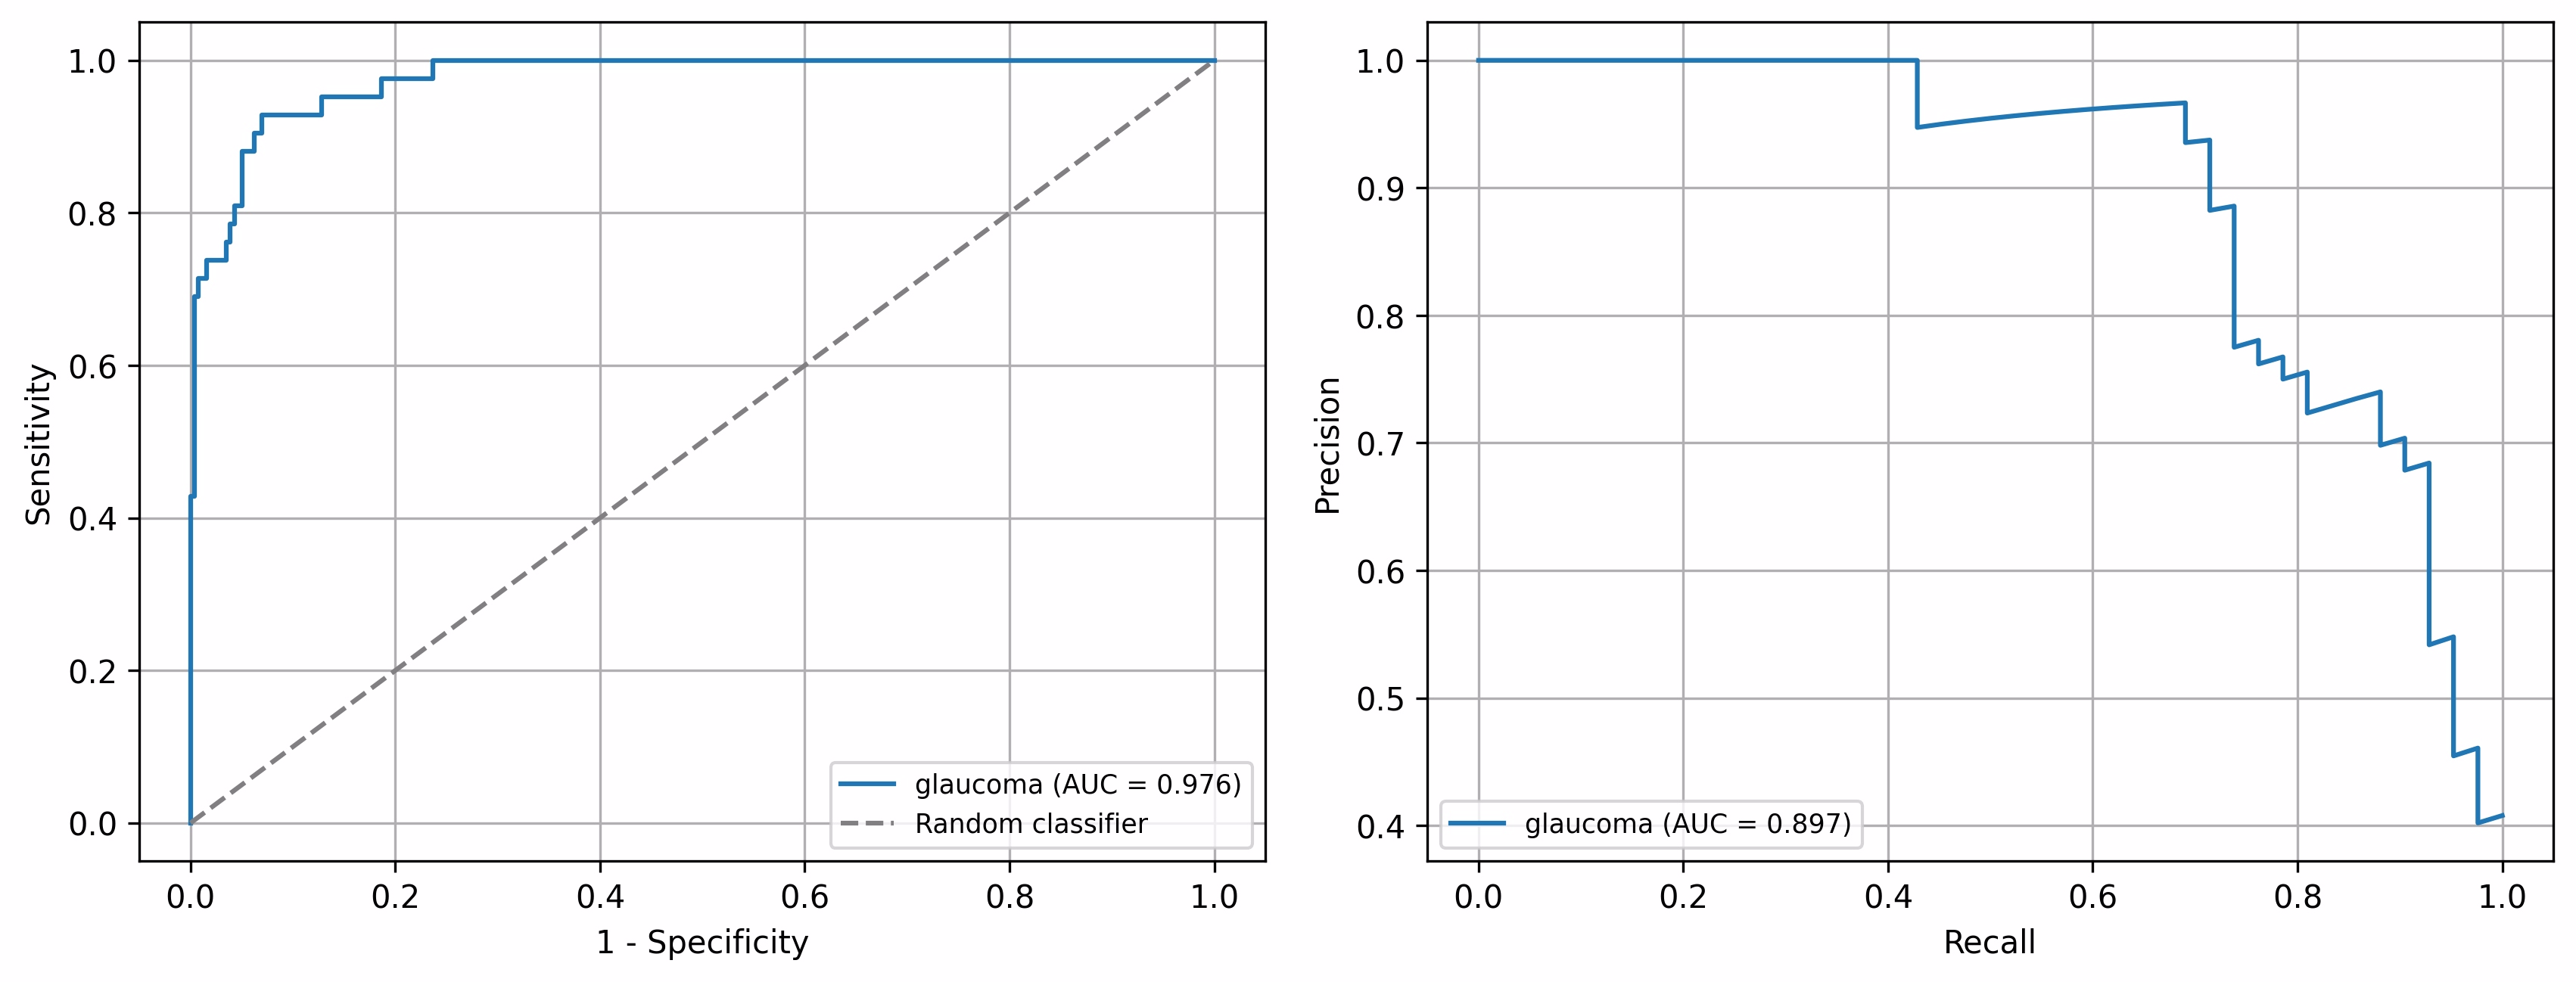 1.0
0.8
0.6
0.4
0.2
0.0
Sensitivity
0.0 0.2 0.4 0.6 0.8 1.0
1 - Specificity
glaucoma (AUC = 0.976)
Random classifier
1.0
0.9
0.8
0.7
0.6
0.5
0.4
Precision
0.0 0.2 0.4 0.6 0.8 1.0
Recall
glaucoma (AUC = 0.897)